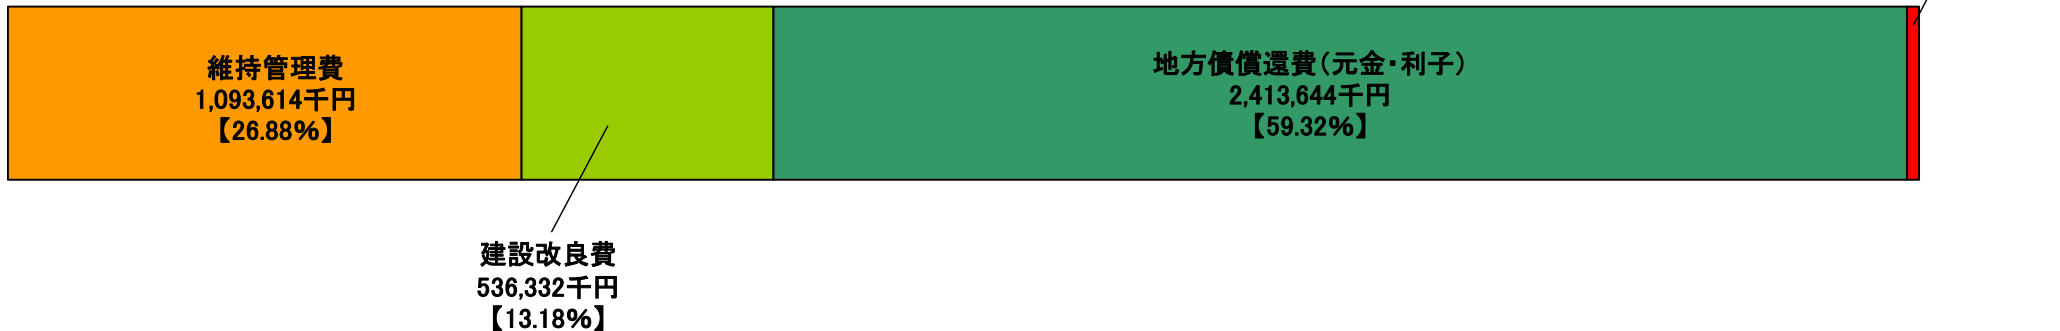 維持管理費
1,093,614千円
【26.88%】
地方債償還費(元金・利子)
2,413,644千円
【59.32%】
建設改良費
536,332千円
【13.18%】